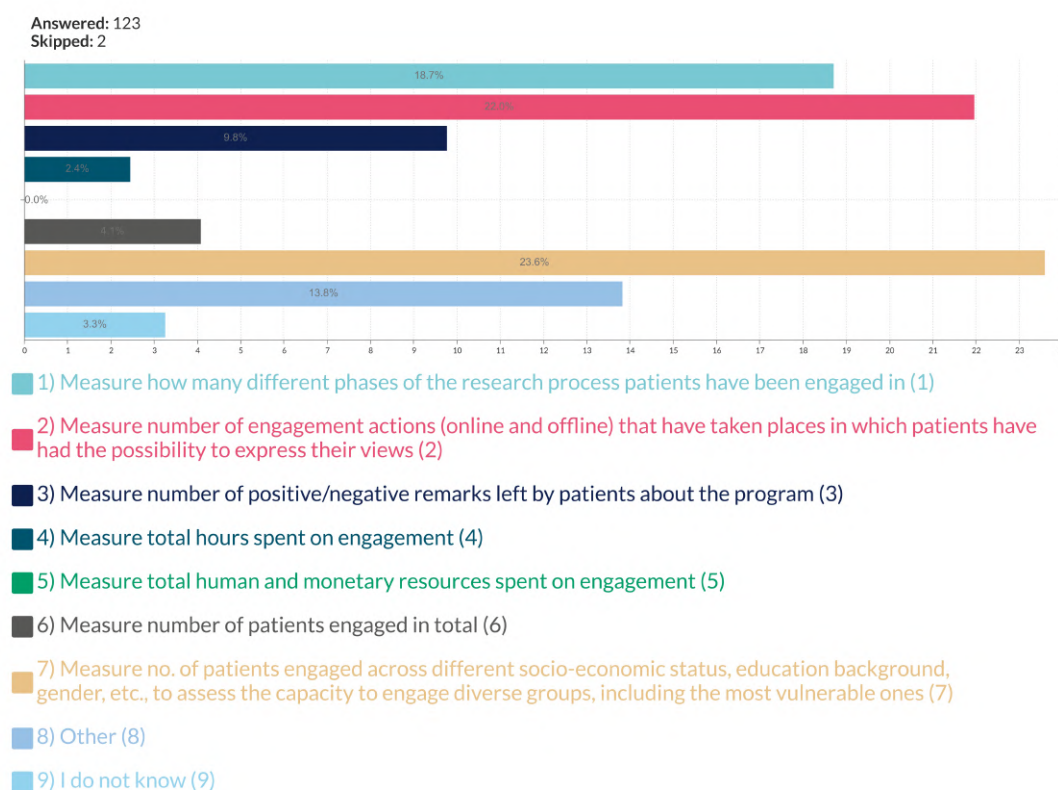 Answered: 123
Skipped: 2
18.7%
22.0%
9.8%
2.4%
0.0%
4.1%
23.6%
13.8%
3.3%
0 1 2 3 4 5 6 7 8 9 10 11 12 13 14 15 16 17 18 19 20 21 22 23
1) Measure how many different phases of the research process patients have been engaged in (1)
2) Measure number of engagement actions (online and offline) that have taken places in which patients have
had the possibility to express their views (2)
3) Measure number of positive/negative remarks left by patients about the program (3)
4) Measure total hours spent on engagement (4)
5) Measure total human and monetary resources spent on engagement (5)
6) Measure number of patients engaged in total (6)
7) Measure no. of patients engaged across different socio-economic status, education background,
gender, etc., to assess the capacity to engage diverse groups, including the most vulnerable ones (7)
8) Other (8)
9) I do not know (9)